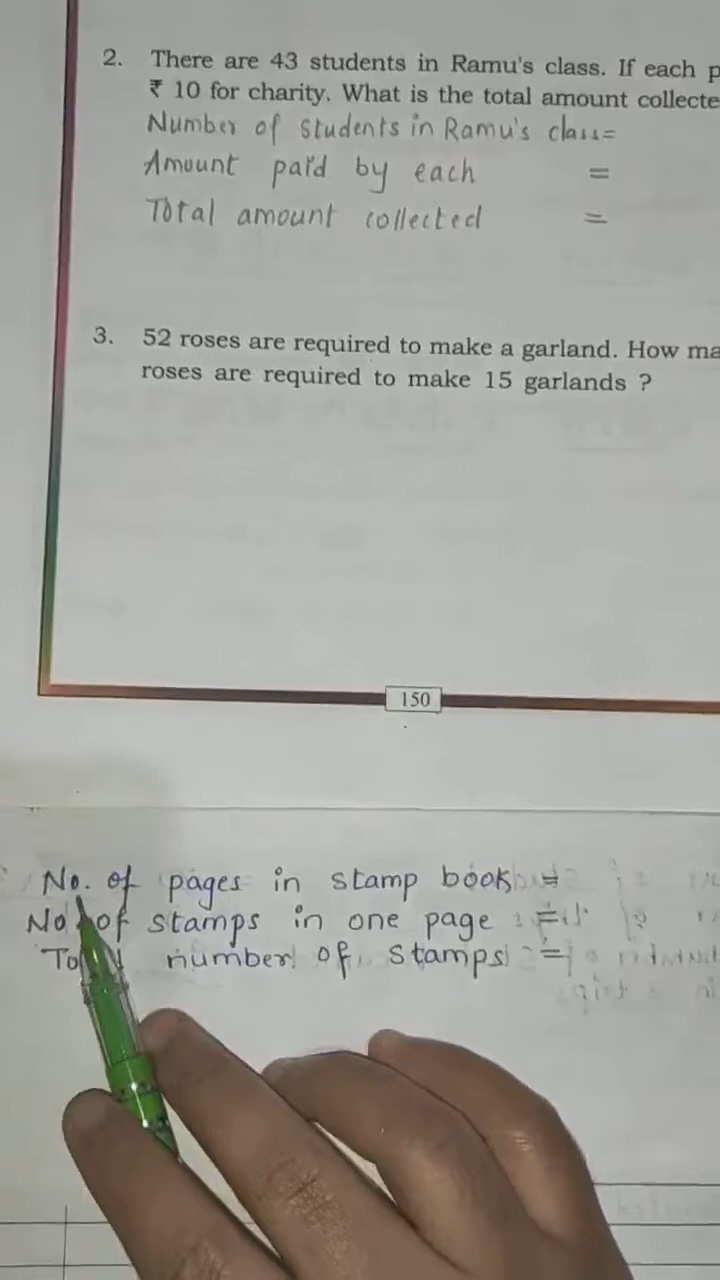 2. There are 43 students in Ramu's class. If each p
₹ 10 for charity. What is the total amount collecte
Number of students in Ramu's class=
Amount paid by each =
Total amount collected =
3. 52 roses are required to make a garland. How ma
roses are required to make 15 garlands ?
150
No. of pages in stamp book =
No of stamps in one page =
number of stamps =